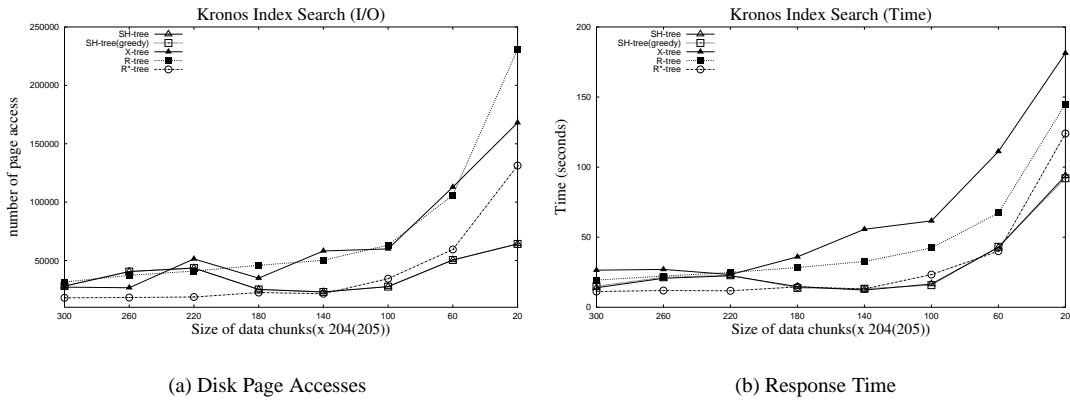 Kronos Index Search (I/O)
250000
200000
150000
100000
50000
number of page access
SH-tree
SH-tree(greedy)
X-tree
R-tree
R*-tree
300 260 220 180 140 100 60 20
Size of data chunks(x 204(205))
(a) Disk Page Accesses
Kronos Index Search (Time)
200
150
100
50
0
Time (seconds)
SH-tree
SH-tree(greedy)
X-tree
R-tree
R*-tree
300 260 220 180 140 100 60 20
Size of data chunks(x 204(205))
(b) Response Time